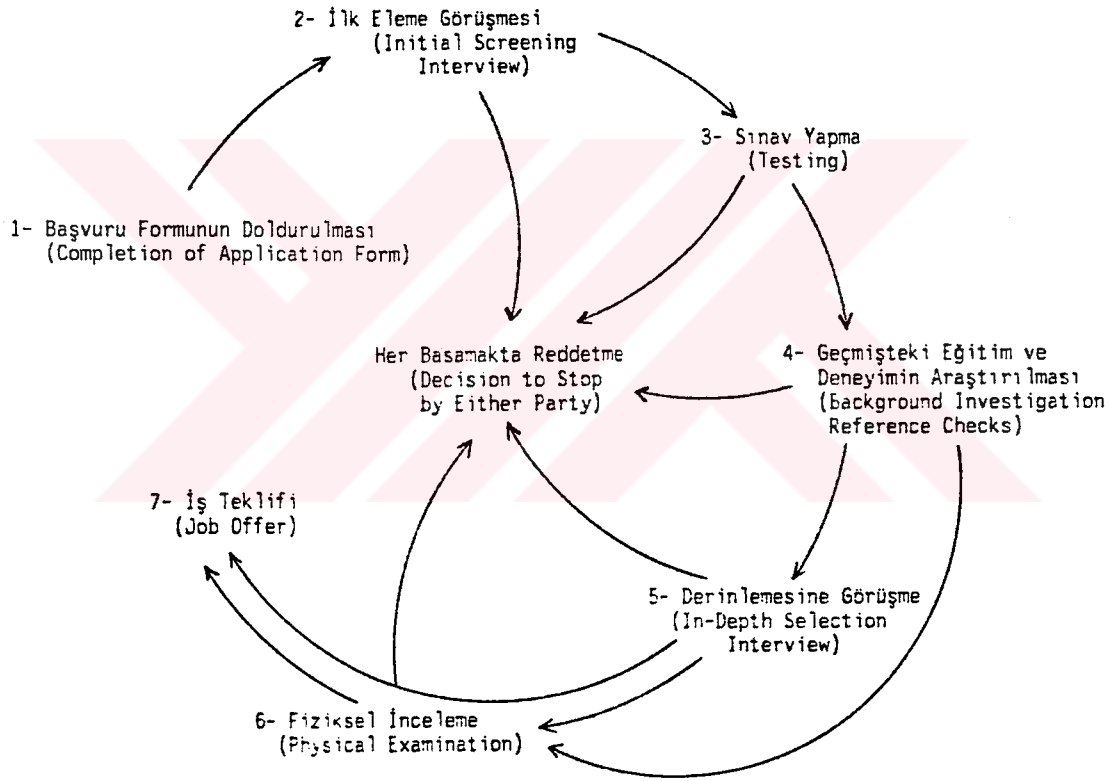 2- İlk Eleme Görüşmesi
(Initial Screening
Interview)
3- Sınav Yapma
(Testing)
1- Başvuru Formunun Doldurulması
(Completion of Application Form)
Her Basamakta Reddetme
(Decision to Stop
by Either Party)
4- Geçmişteki Eğitim ve
Deneyimin Araştırılması
(Background Investigation
Reference Checks)
7- İş Teklifi
(Job Offer)
5- Derinlemesine Görüşme
(In-Depth Selection
Interview)
6- Fiziksel İnceleme
(Physical Examination)